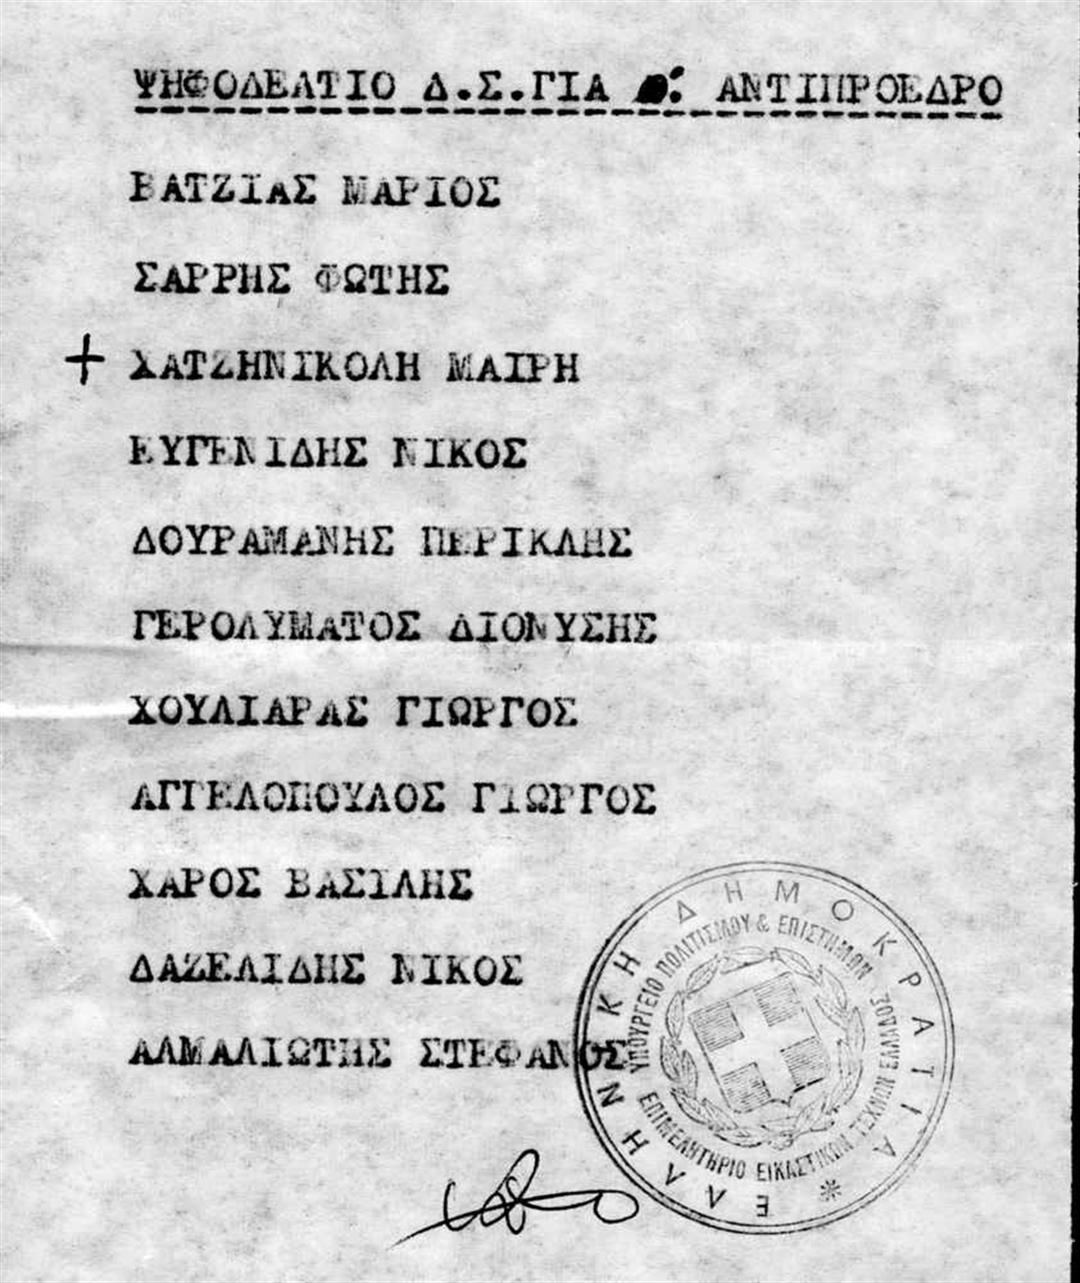 ΨΗΦΟΔΕΛΤΙΟ Δ.Σ.ΓΙΑ ΑΝΤΙΠΡΟΕΔΡΟ
ΒΑΤΖΙΑΣ ΜΑΡΙΟΣ
ΣΑΡΡΗΣ ΦΩΤΗΣ
+ ΧΑΤΖΗΝΙΚΟΛΗ ΜΑΙΡΗ
ΕΥΓΕΝΙΔΗΣ ΝΙΚΟΣ
ΔΟΥΡΑΜΑΝΗΣ ΠΕΡΙΚΛΗΣ
ΓΕΡΟΛΥΜΑΤΟΣ ΔΙΟΝΥΣΗΣ
ΧΟΥΛΙΑΡΑΣ ΓΙΩΡΓΟΣ
ΑΓΓΕΛΟΠΟΥΛΟΣ ΓΙΩΡΓΟΣ
ΧΑΡΟΣ ΒΑΣΙΛΗΣ
ΔΑΖΕΛΙΔΗΣ ΝΙΚΟΣ
ΑΛΜΑΛΙΩΤΗΣ ΣΤΕΦΑΝΟΣ
ΕΛΛΗΝΙΚΗ ΔΗΜΟΚΡΑΤΙΑ *
ΥΠΟΥΡΓΕΙΟ ΠΟΛΙΤΙΣΜΟΥ & ΕΠΙΣΤΗΜΩΝ
ΕΠΙΜΕΛΗΤΗΡΙΟ ΕΙΚΑΣΤΙΚΩΝ ΤΕΧΝΩΝ ΕΛΛΑΔΟΣ